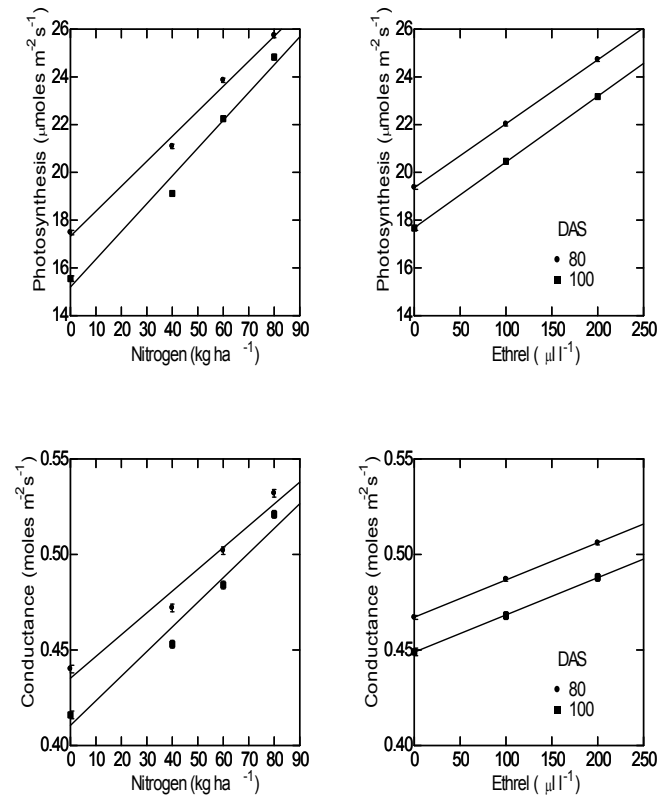 Photosynthesis (μmoles m⁻² s⁻¹)
26
24
22
20
18
16
14
0 10 20 30 40 50 60 70 80 90
Nitrogen (kg ha ⁻¹)
Photosynthesis (μmoles m⁻² s⁻¹)
26
24
22
20
18
16
14
DAS
80
100
0 50 100 150 200 250
Ethrel ( μl l⁻¹)
Conductance (moles m⁻² s⁻¹)
0.55
0.50
0.45
0.40
0 10 20 30 40 50 60 70 80 90
Nitrogen (kg ha ⁻¹)
Conductance (moles m⁻² s⁻¹)
0.55
0.50
0.45
0.40
DAS
80
100
0 50 100 150 200 250
Ethrel ( μl l⁻¹)